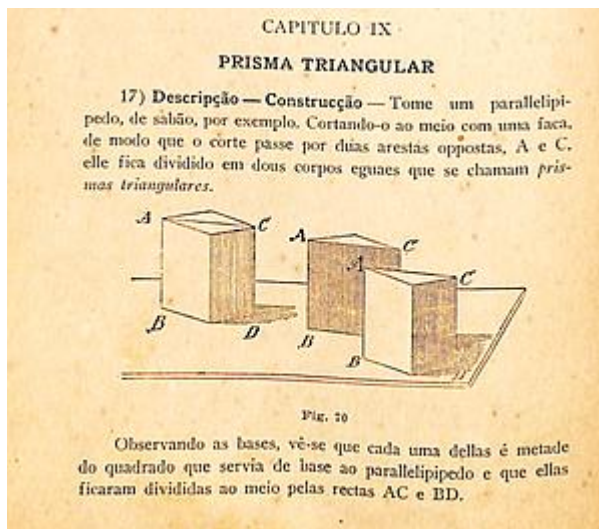 CAPITULO IX
PRISMA TRIANGULAR
17) Descripção — Construcção — Tome um parallelipi-
pedo, de sabão, por exemplo. Cortando-o ao meio com uma faca,
de modo que o corte passe por duas arestas oppostas, A e C,
elle fica dividido em dous corpos eguaes que se chamam pris-
mas triangulares.
A C A C
A C
B D B
B D
Fig. 70
Observando as bases, vê-se que cada uma dellas é metade
do quadrado que servia de base ao parallelipipedo e que ellas
ficaram divididas ao meio pelas rectas AC e BD.